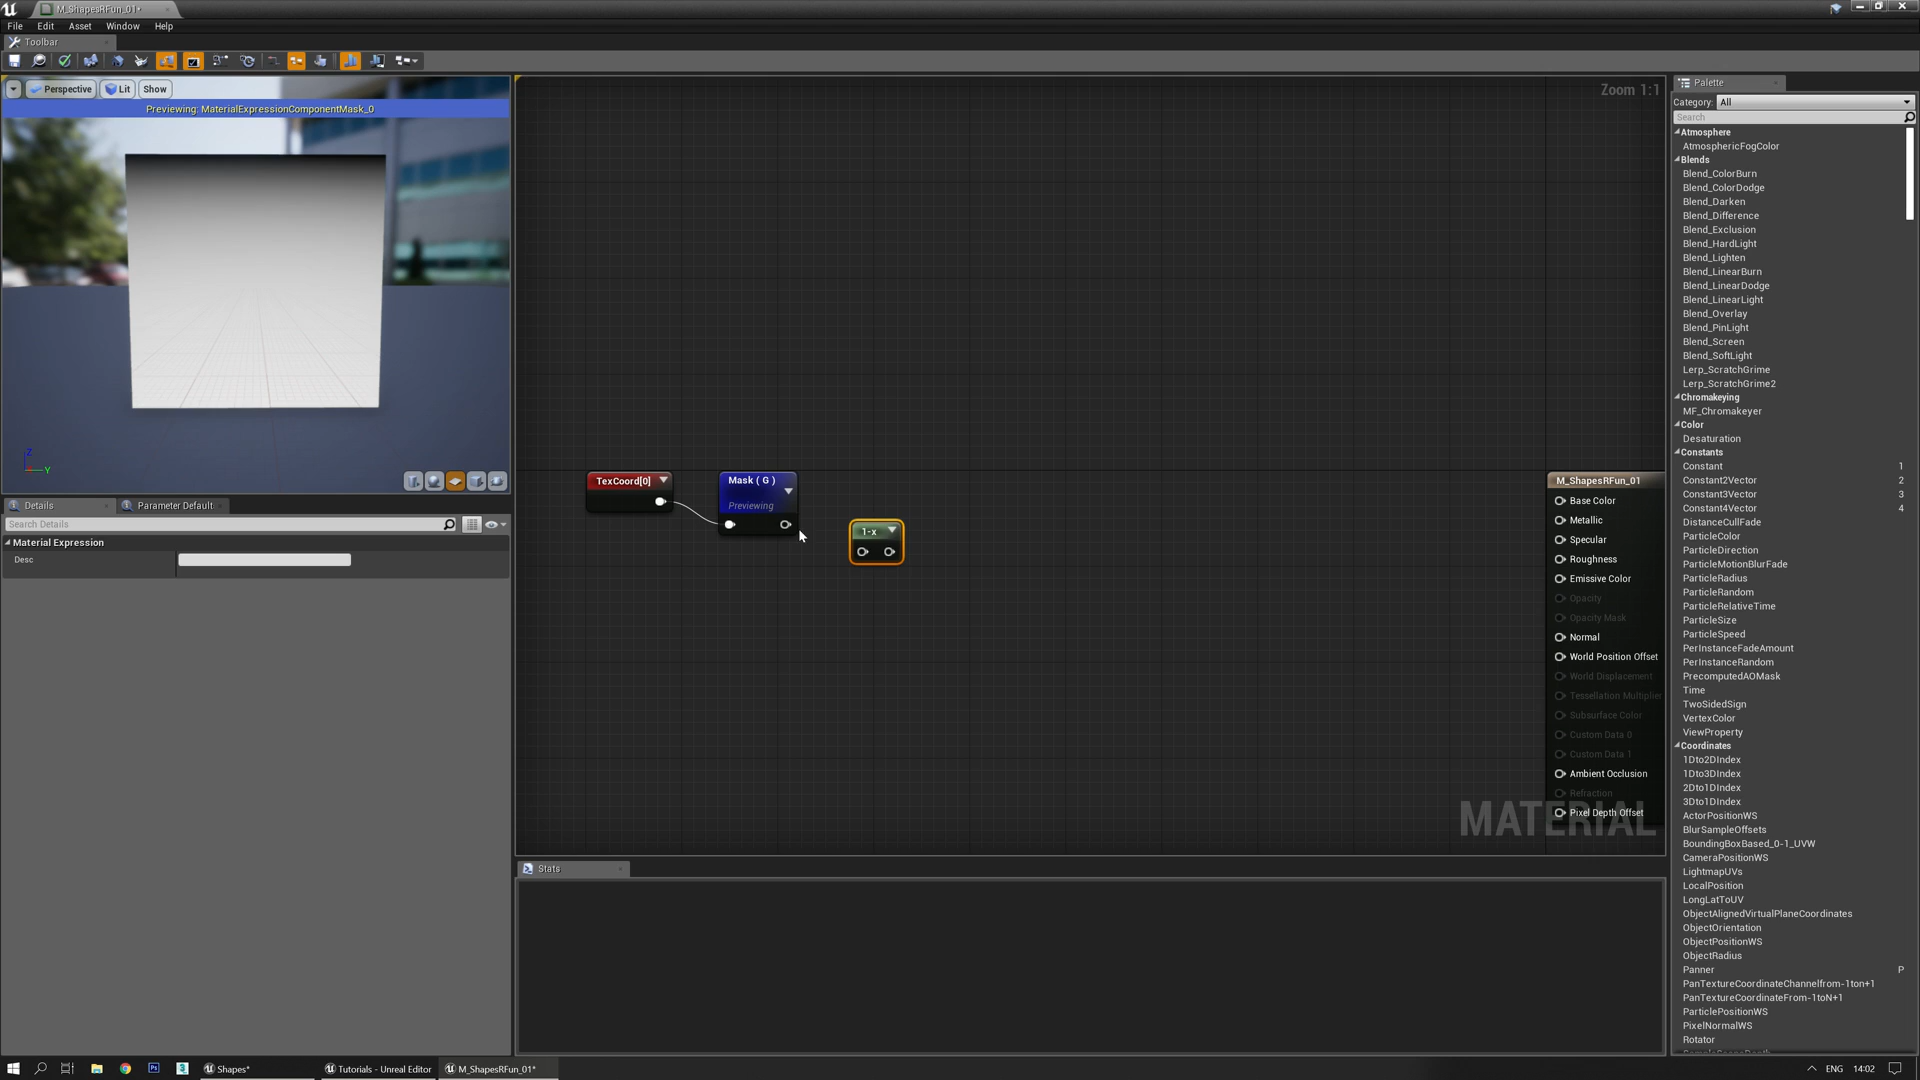 M_ShapesRFun_01*
File Edit Asset Window Help
Toolbar
Perspective Lit Show
Previewing: MaterialExpressionComponentMask_0
Z
Y
Details Parameter Default
Search Details
Material Expression
Desc
Zoom 1:1
TexCoord[0]
Mask ( G )
Previewing
1-x
M_ShapesRFun_01
Base Color
Metallic
Specular
Roughness
Emissive Color
Opacity
Opacity Mask
Normal
World Position Offset
World Displacement
Tessellation Multiplier
Subsurface Color
Custom Data 0
Custom Data 1
Ambient Occlusion
Refraction
Pixel Depth Offset
MATERIAL
Stats
Palette
Category: All
Search
Atmosphere
AtmosphericFogColor
Blends
Blend_ColorBurn
Blend_ColorDodge
Blend_Darken
Blend_Difference
Blend_Exclusion
Blend_HardLight
Blend_Lighten
Blend_LinearBurn
Blend_LinearDodge
Blend_LinearLight
Blend_Overlay
Blend_PinLight
Blend_Screen
Blend_SoftLight
Lerp_ScratchGrime
Lerp_ScratchGrime2
Chromakeying
MF_Chromakeyer
Color
Desaturation
Constants
Constant 1
Constant2Vector 2
Constant3Vector 3
Constant4Vector 4
DistanceCullFade
ParticleColor
ParticleDirection
ParticleMotionBlurFade
ParticleRadius
ParticleRandom
ParticleRelativeTime
ParticleSize
ParticleSpeed
PerInstanceFadeAmount
PerInstanceRandom
PrecomputedAOMask
Time
TwoSidedSign
VertexColor
ViewProperty
Coordinates
1Dto2DIndex
1Dto3DIndex
2Dto1DIndex
3Dto1DIndex
ActorPositionWS
BlurSampleOffsets
BoundingBoxBased_0-1_UVW
CameraPositionWS
LightmapUVs
LocalPosition
LongLatToUV
ObjectAlignedVirtualPlaneCoordinates
ObjectOrientation
ObjectPositionWS
ObjectRadius
Panner P
PanTextureCoordinateChannelfrom-1ton+1
PanTextureCoordinateFrom-1toN+1
ParticlePositionWS
PixelNormalWS
Rotator
Shapes* Tutorials - Unreal Editor M_ShapesRFun_01* ENG 14:02